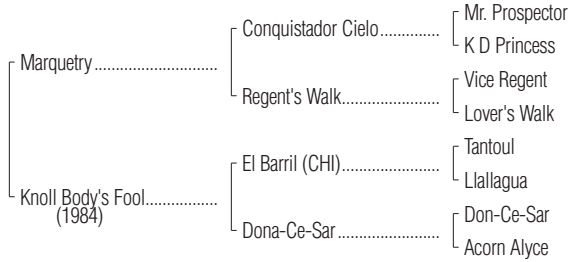 Mr. Prospector
Conquistador Cielo..............
K D Princess
Marquetry.............................
Vice Regent
Regent's Walk.......................
Lover's Walk
Tantoul
El Barril (CHI).......................
Llallagua
Knoll Body's Fool.................
(1984)
Don-Ce-Sar
Dona-Ce-Sar........................
Acorn Alyce